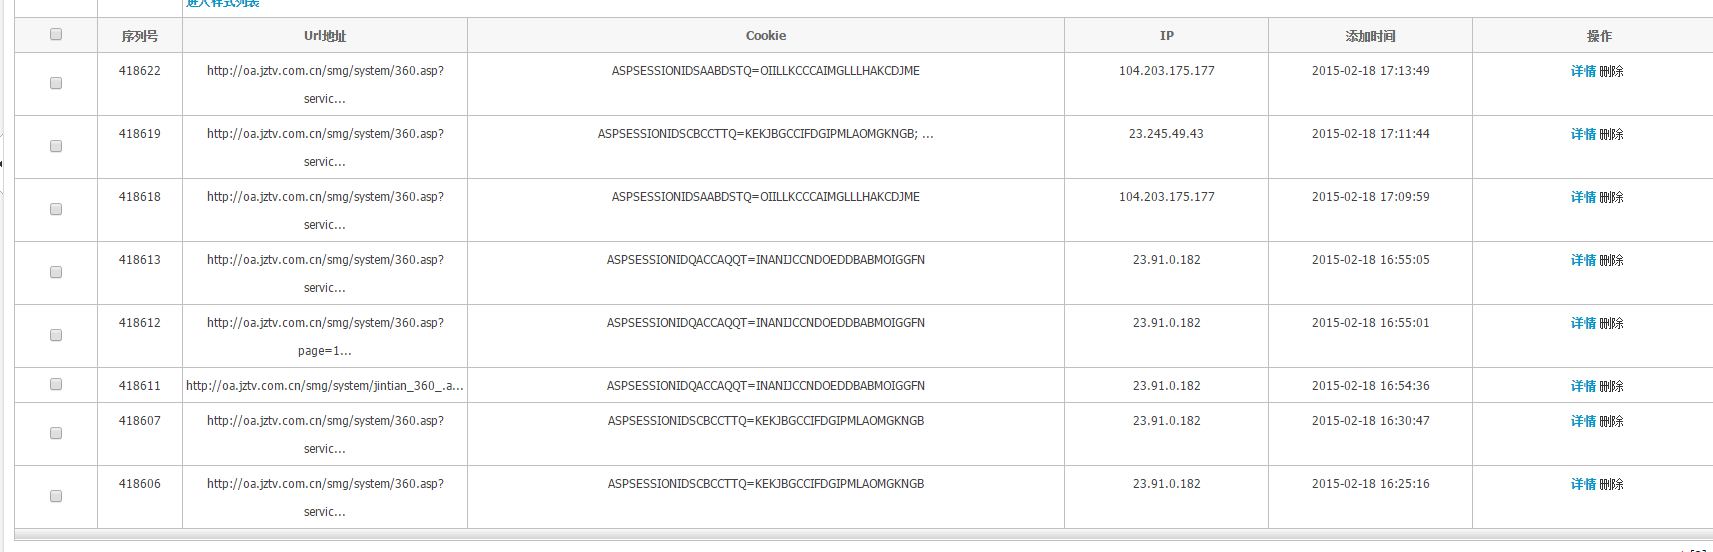 进入样式列表
序列号 Url地址 Cookie IP 添加时间 操作
418622 http://oa.jztv.com.cn/smg/system/360.asp? ASPSESSIONIDSAABDSTQ=OIILLKCCCAIMGLLLHAKCDJME 104.203.175.177 2015-02-18 17:13:49 详情 删除
servic...
418619 http://oa.jztv.com.cn/smg/system/360.asp? ASPSESSIONIDSCBCCTTQ=KEKJBGCCIFDGIPMLAOMGKNGB; ... 23.245.49.43 2015-02-18 17:11:44 详情 删除
servic...
418618 http://oa.jztv.com.cn/smg/system/360.asp? ASPSESSIONIDSAABDSTQ=OIILLKCCCAIMGLLLHAKCDJME 104.203.175.177 2015-02-18 17:09:59 详情 删除
servic...
418613 http://oa.jztv.com.cn/smg/system/360.asp? ASPSESSIONIDQACCAQQT=INANIJCCNDOEDDBABMOIGGFN 23.91.0.182 2015-02-18 16:55:05 详情 删除
servic...
418612 http://oa.jztv.com.cn/smg/system/360.asp? ASPSESSIONIDQACCAQQT=INANIJCCNDOEDDBABMOIGGFN 23.91.0.182 2015-02-18 16:55:01 详情 删除
page=1...
418611 http://oa.jztv.com.cn/smg/system/jintian_360_.a... ASPSESSIONIDQACCAQQT=INANIJCCNDOEDDBABMOIGGFN 23.91.0.182 2015-02-18 16:54:36 详情 删除
418607 http://oa.jztv.com.cn/smg/system/360.asp? ASPSESSIONIDSCBCCTTQ=KEKJBGCCIFDGIPMLAOMGKNGB 23.91.0.182 2015-02-18 16:30:47 详情 删除
servic...
418606 http://oa.jztv.com.cn/smg/system/360.asp? ASPSESSIONIDSCBCCTTQ=KEKJBGCCIFDGIPMLAOMGKNGB 23.91.0.182 2015-02-18 16:25:16 详情 删除
servic...